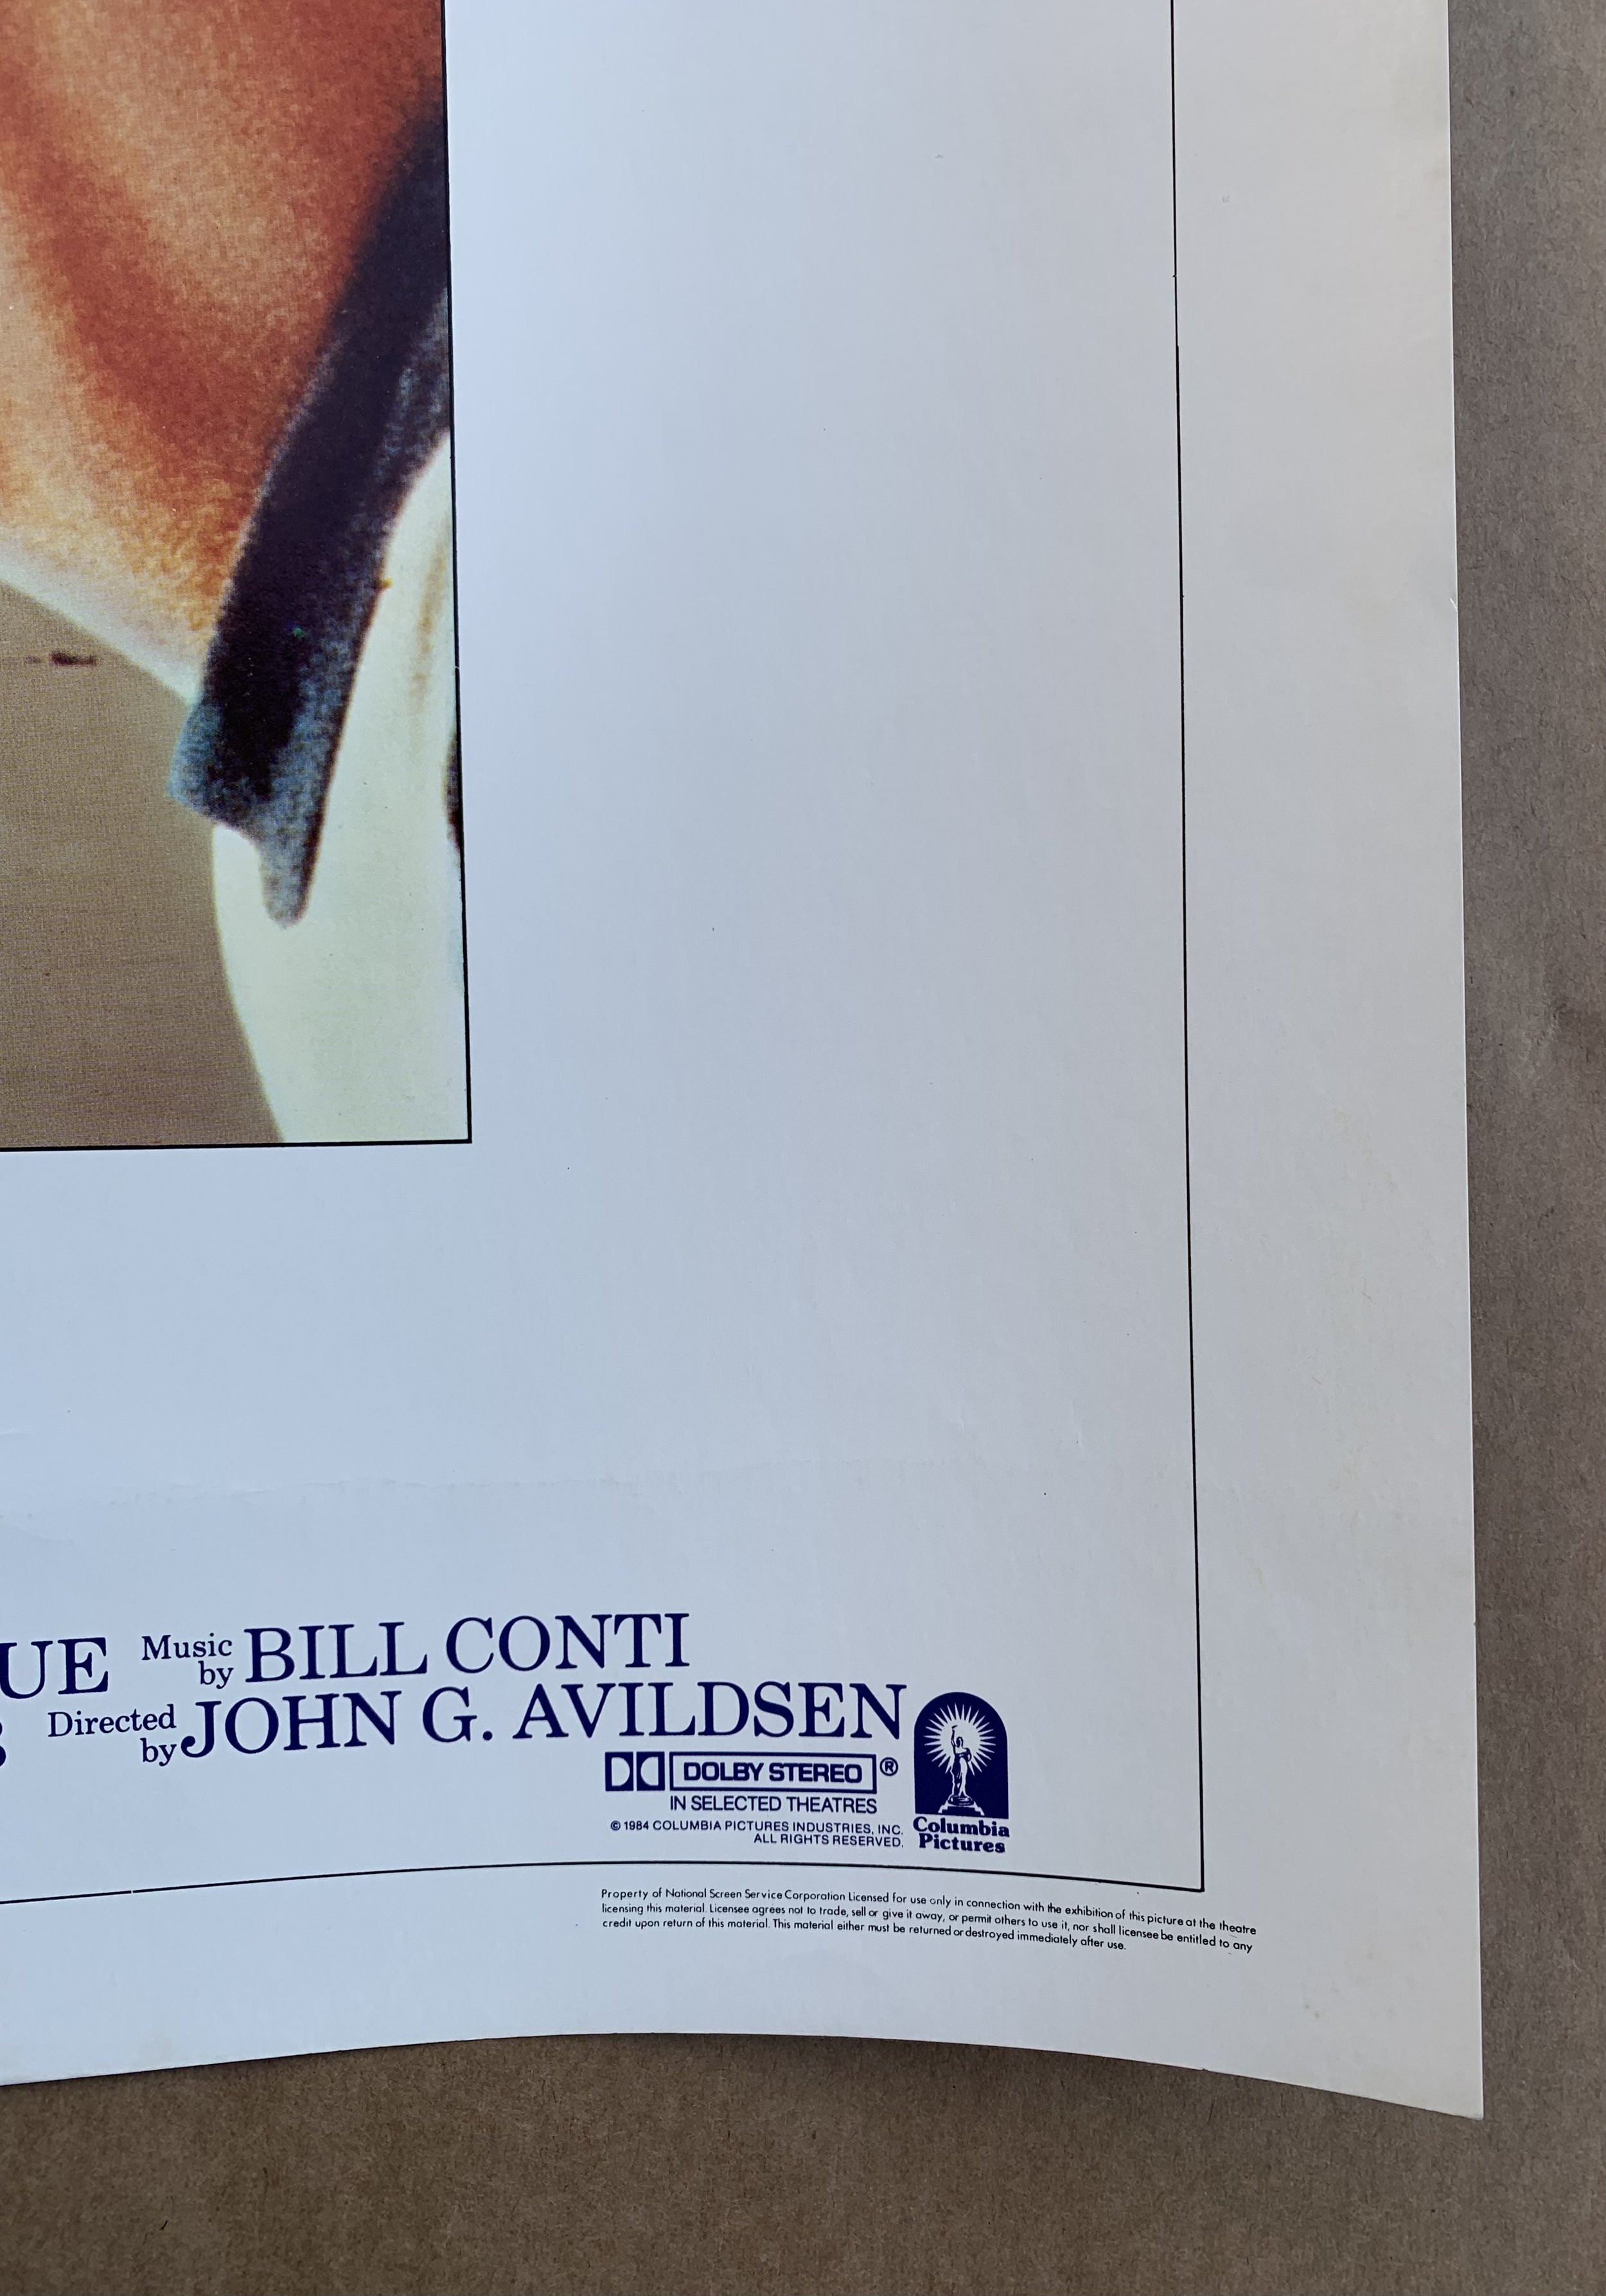 UE Music by BILL CONTI
Directed by JOHN G. AVILDSEN
DOLBY STEREO ®
IN SELECTED THEATRES
© 1984 COLUMBIA PICTURES INDUSTRIES, INC.
ALL RIGHTS RESERVED.
Columbia
Pictures
Property of National Screen Service Corporation Licensed for use only in connection with the exhibition of this picture at the theatre
licensing this material. Licensee agrees not to trade, sell or give it away, or permit others to use it, nor shall licensee be entitled to any
credit upon return of this material. This material either must be returned or destroyed immediately after use.